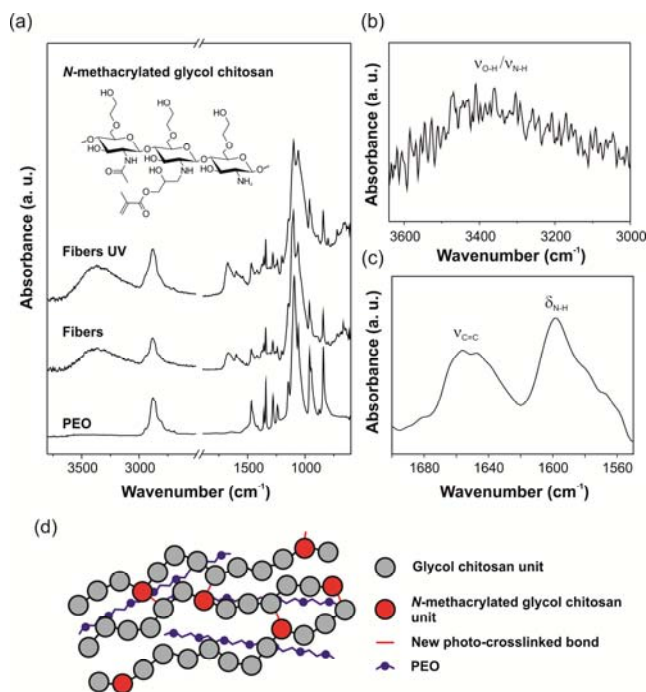 (a)
N-methacrylated glycol chitosan
HO
HO
HO
O
O
O
O
HO
O
HO
O
HO
O
NH
NH
NH₂
O
OH
O
O
Fibers UV
Fibers
PEO
Absorbance (a. u.)
3500 3000 1500 1000
Wavenumber (cm⁻¹)
(b)
νO-H/νN-H
Absorbance (a. u.)
3600 3400 3200 3000
Wavenumber (cm⁻¹)
(c)
νC=C
δN-H
Absorbance (a. u.)
1680 1640 1600 1560
Wavenumber (cm⁻¹)
(d)
Glycol chitosan unit
N-methacrylated glycol chitosan
unit
New photo-crosslinked bond
PEO